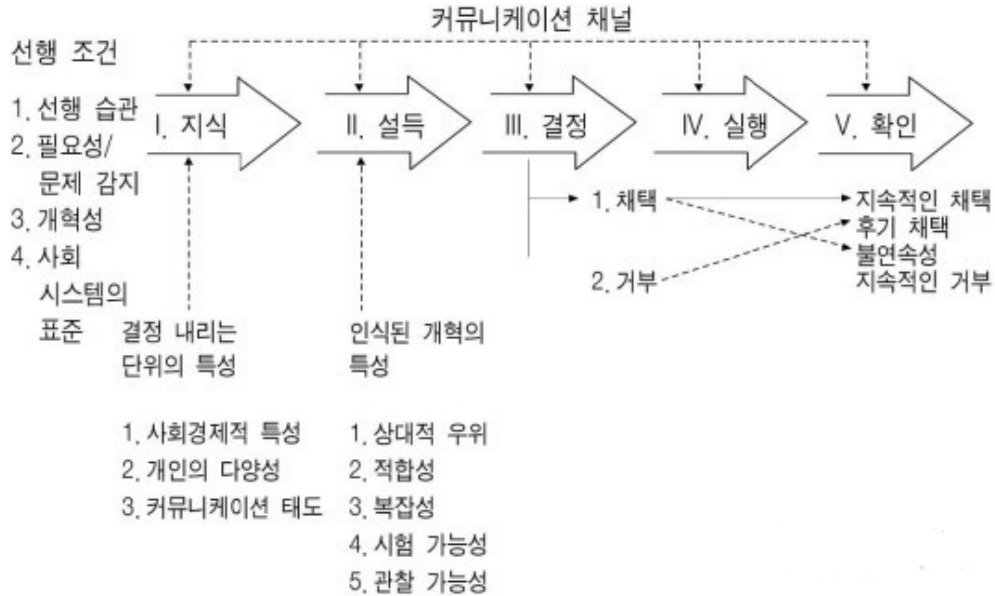 커뮤니케이션 채널
선행 조건
1. 선행 습관
2. 필요성/
문제 감지
3. 개혁성
4. 사회
시스템의
표준
I. 지식
II. 설득
III. 결정
IV. 실행
V. 확인
1. 채택
2. 거부
지속적인 채택
후기 채택
불연속성
지속적인 거부
결정 내리는
단위의 특성
1. 사회경제적 특성
2. 개인의 다양성
3. 커뮤니케이션 태도
인식된 개혁의
특성
1. 상대적 우위
2. 적합성
3. 복잡성
4. 시험 가능성
5. 관찰 가능성